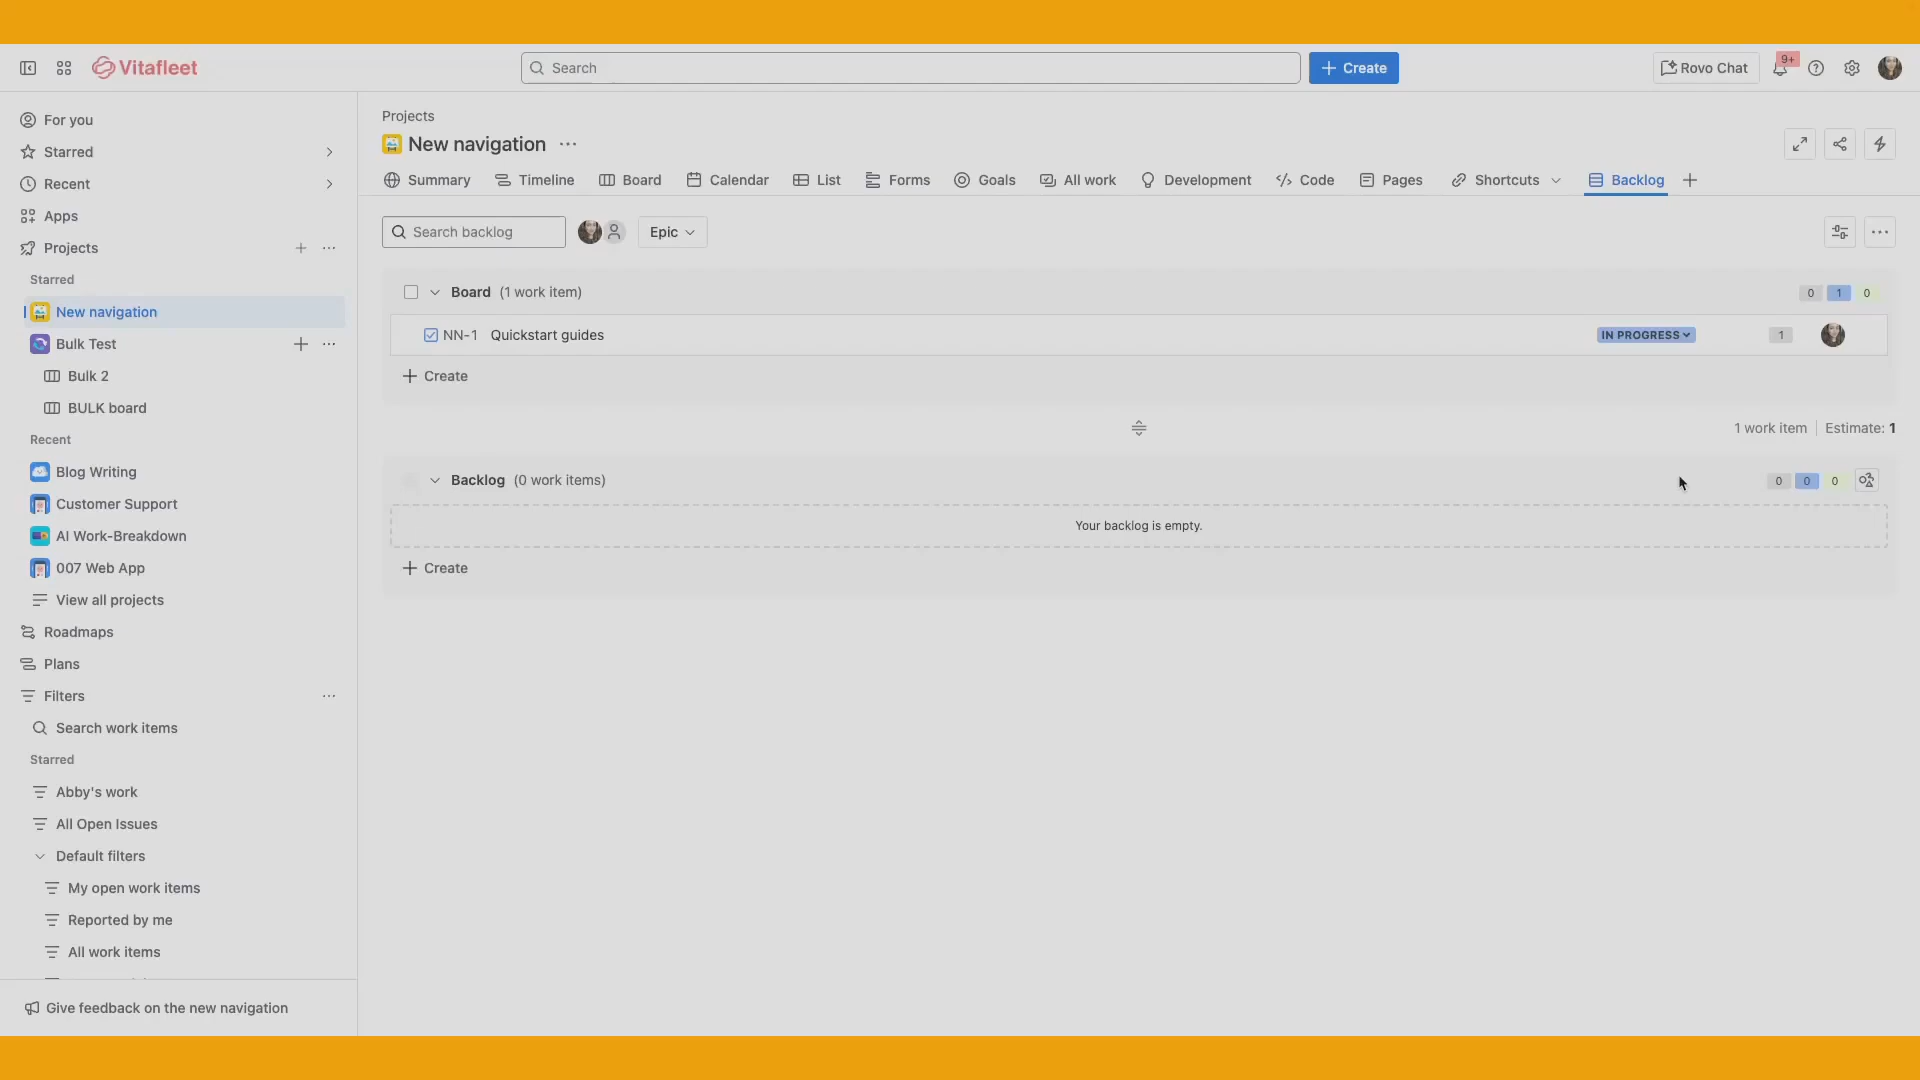 Vitafleet
Search
Create
Rovo Chat
9+
For you
Starred
Recent
Apps
Projects
Starred
New navigation
Bulk Test
Bulk 2
BULK board
Recent
Blog Writing
Customer Support
AI Work-Breakdown
007 Web App
View all projects
Roadmaps
Plans
Filters
Search work items
Starred
Abby's work
All Open Issues
Default filters
My open work items
Reported by me
All work items
Give feedback on the new navigation
Projects
New navigation
Summary Timeline Board Calendar List Forms Goals All work Development Code Pages Shortcuts Backlog
Search backlog
Epic
Board (1 work item)
0 1 0
NN-1 Quickstart guides
IN PROGRESS
1
Create
1 work item Estimate: 1
Backlog (0 work items)
0 0 0
Your backlog is empty.
Create